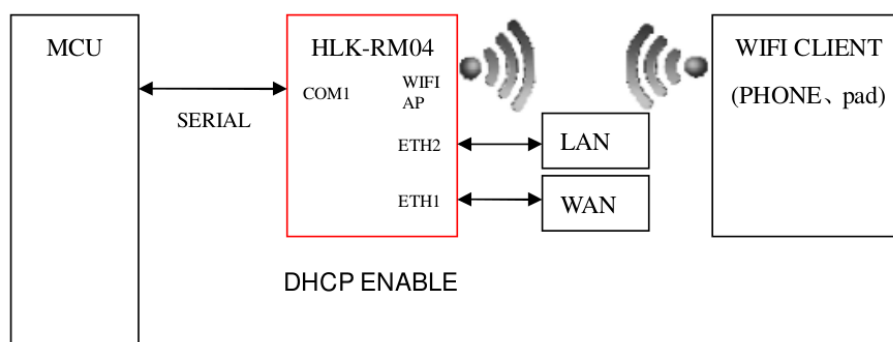 MCU
HLK-RM04
WIFI CLIENT
(PHONE、pad)
COM1
WIFI
AP
SERIAL
ETH2
LAN
ETH1
WAN
DHCP ENABLE